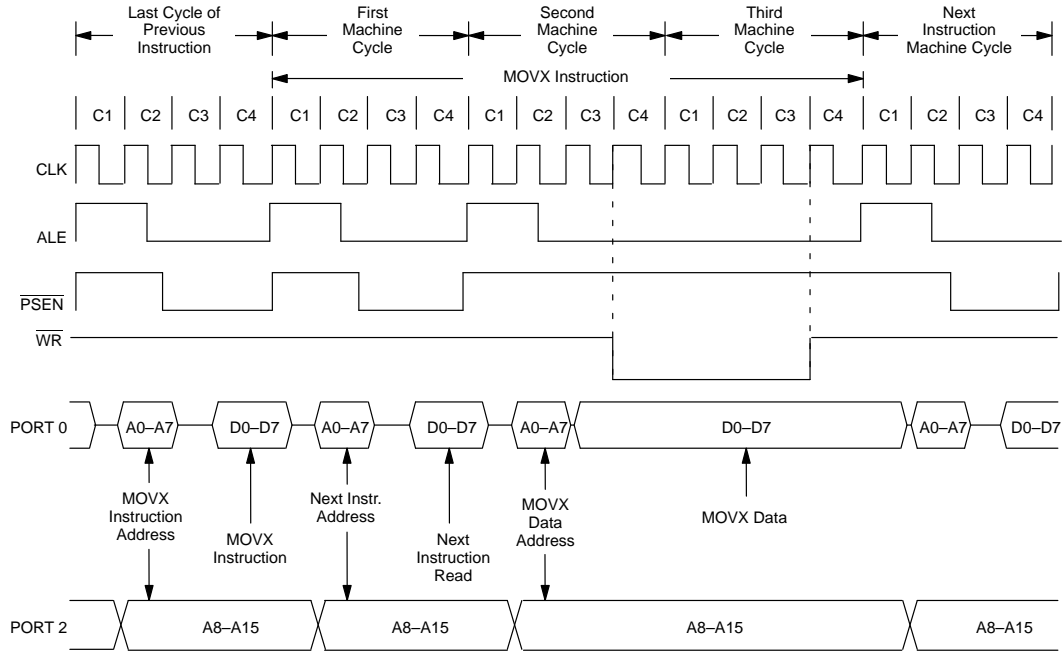 Last Cycle of
Previous
Instruction
First
Machine
Cycle
Second
Machine
Cycle
Third
Machine
Cycle
Next
Instruction
Machine Cycle
MOVX Instruction
C1 C2 C3 C4 C1 C2 C3 C4 C1 C2 C3 C4 C1 C2 C3 C4 C1 C2 C3 C4
CLK
ALE
PSEN
WR
PORT 0 A0–A7 D0–D7 A0–A7 D0–D7 A0–A7 D0–D7 A0–A7 D0–D7
MOVX
Instruction
Address
MOVX
Instruction
Next Instr.
Address
Next
Instruction
Read
MOVX
Data
Address
MOVX Data
PORT 2 A8–A15 A8–A15 A8–A15 A8–A15